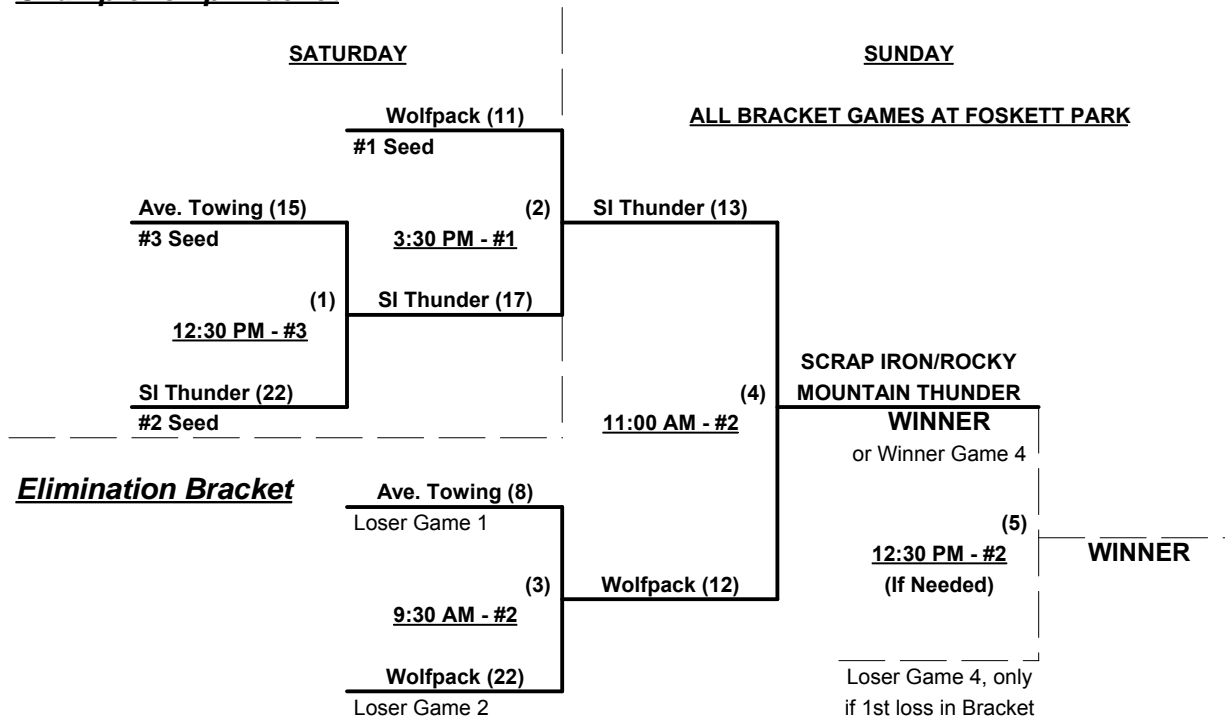 SATURDAY
SUNDAY
Wolfpack (11)
ALL BRACKET GAMES AT FOSKETT PARK
#1 Seed
Ave. Towing (15)
(2)
SI Thunder (13)
#3 Seed
3:30 PM - #1
(1)
SI Thunder (17)
12:30 PM - #3
SCRAP IRON/ROCKY
SI Thunder (22)
(4)
MOUNTAIN THUNDER
#2 Seed
11:00 AM - #2
WINNER
or Winner Game 4
Elimination Bracket
Ave. Towing (8)
Loser Game 1
(5)
12:30 PM - #2
WINNER
(3)
Wolfpack (12)
(If Needed)
9:30 AM - #2
Wolfpack (22)
Loser Game 4, only
Loser Game 2
if 1st loss in Bracket